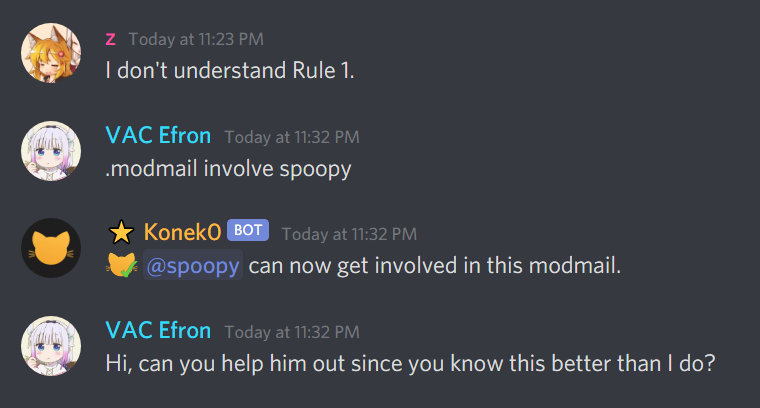 z Today at 11:23 PM
I don't understand Rule 1.
VAC Efron Today at 11:32 PM
.modmail involve spoopy
Konek0 BOT Today at 11:32 PM
@spoopy can now get involved in this modmail.
VAC Efron Today at 11:32 PM
Hi, can you help him out since you know this better than I do?